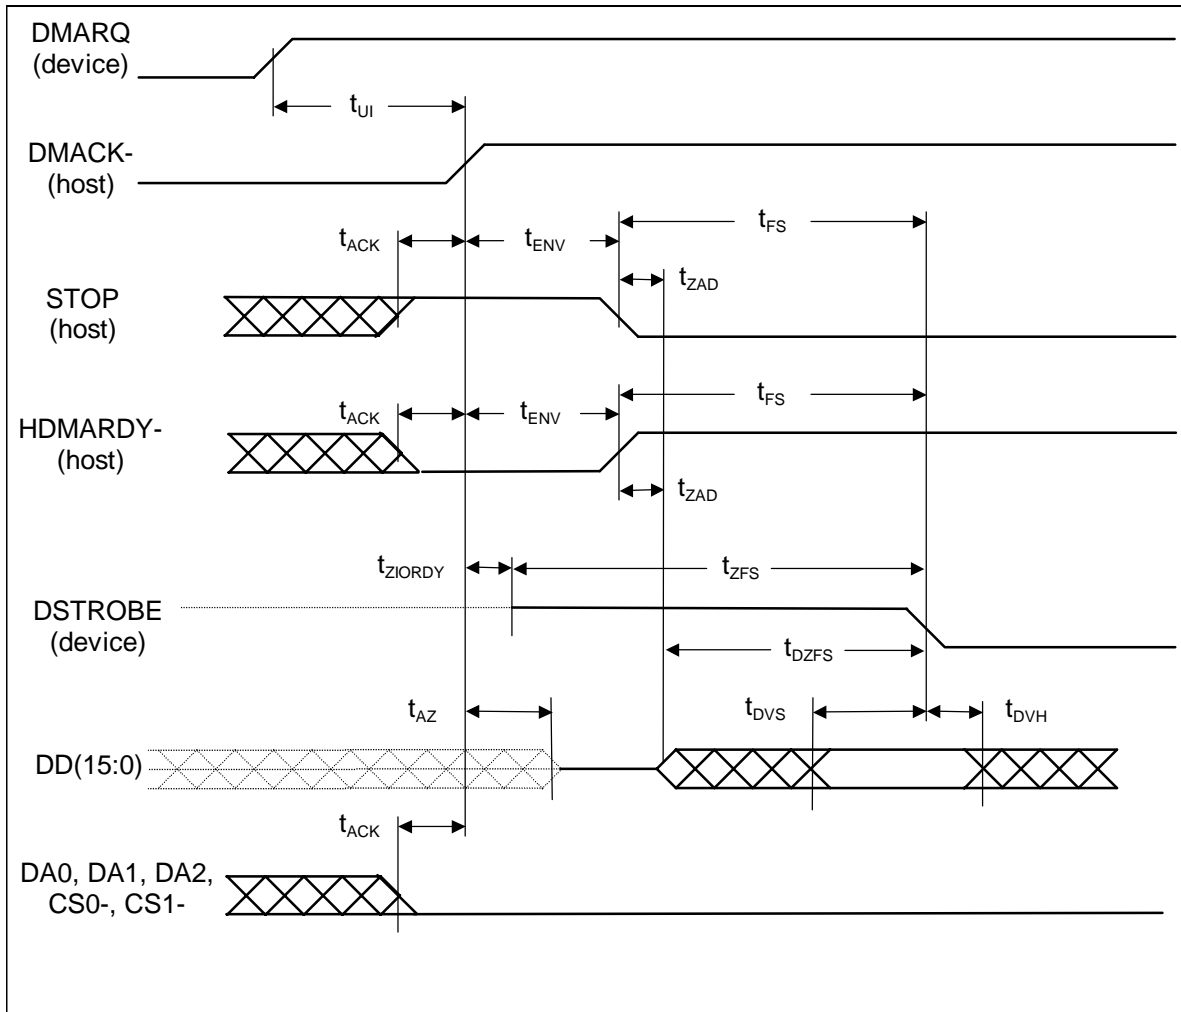 DMARQ
(device)
tUI
DMACK-
(host)
tFS
tACK
tENV
tZAD
STOP
(host)
tFS
tACK
tENV
HDMARDY-
(host)
tZAD
tZIORDY
tZFS
DSTROBE
(device)
tDZFS
tAZ
tDVS
tDVH
DD(15:0)
tACK
DA0, DA1, DA2,
CS0-, CS1-